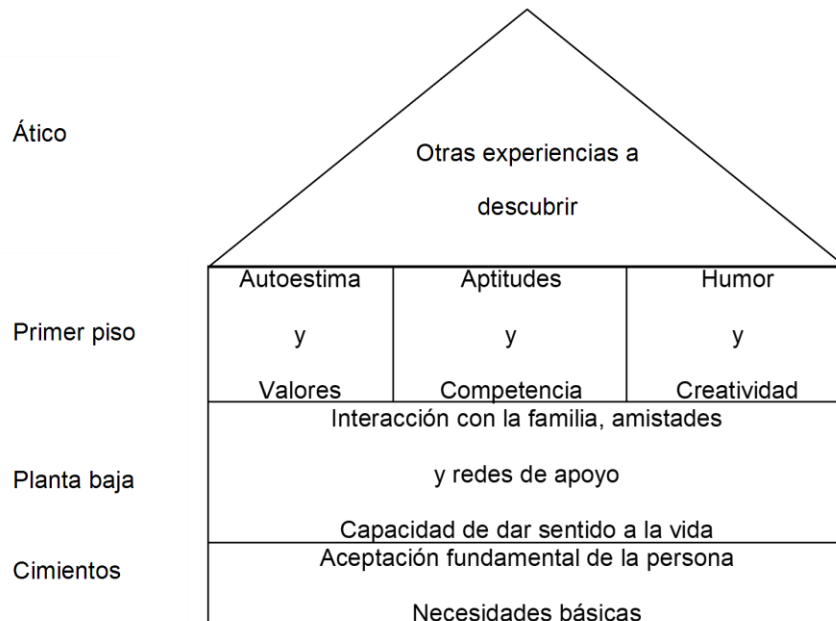 Ático
Otras experiencias a
descubrir
Primer piso
Autoestima
y
Valores
Aptitudes
y
Competencia
Humor
y
Creatividad
Planta baja
Interacción con la familia, amistades
y redes de apoyo
Capacidad de dar sentido a la vida
Cimientos
Aceptación fundamental de la persona
Necesidades básicas